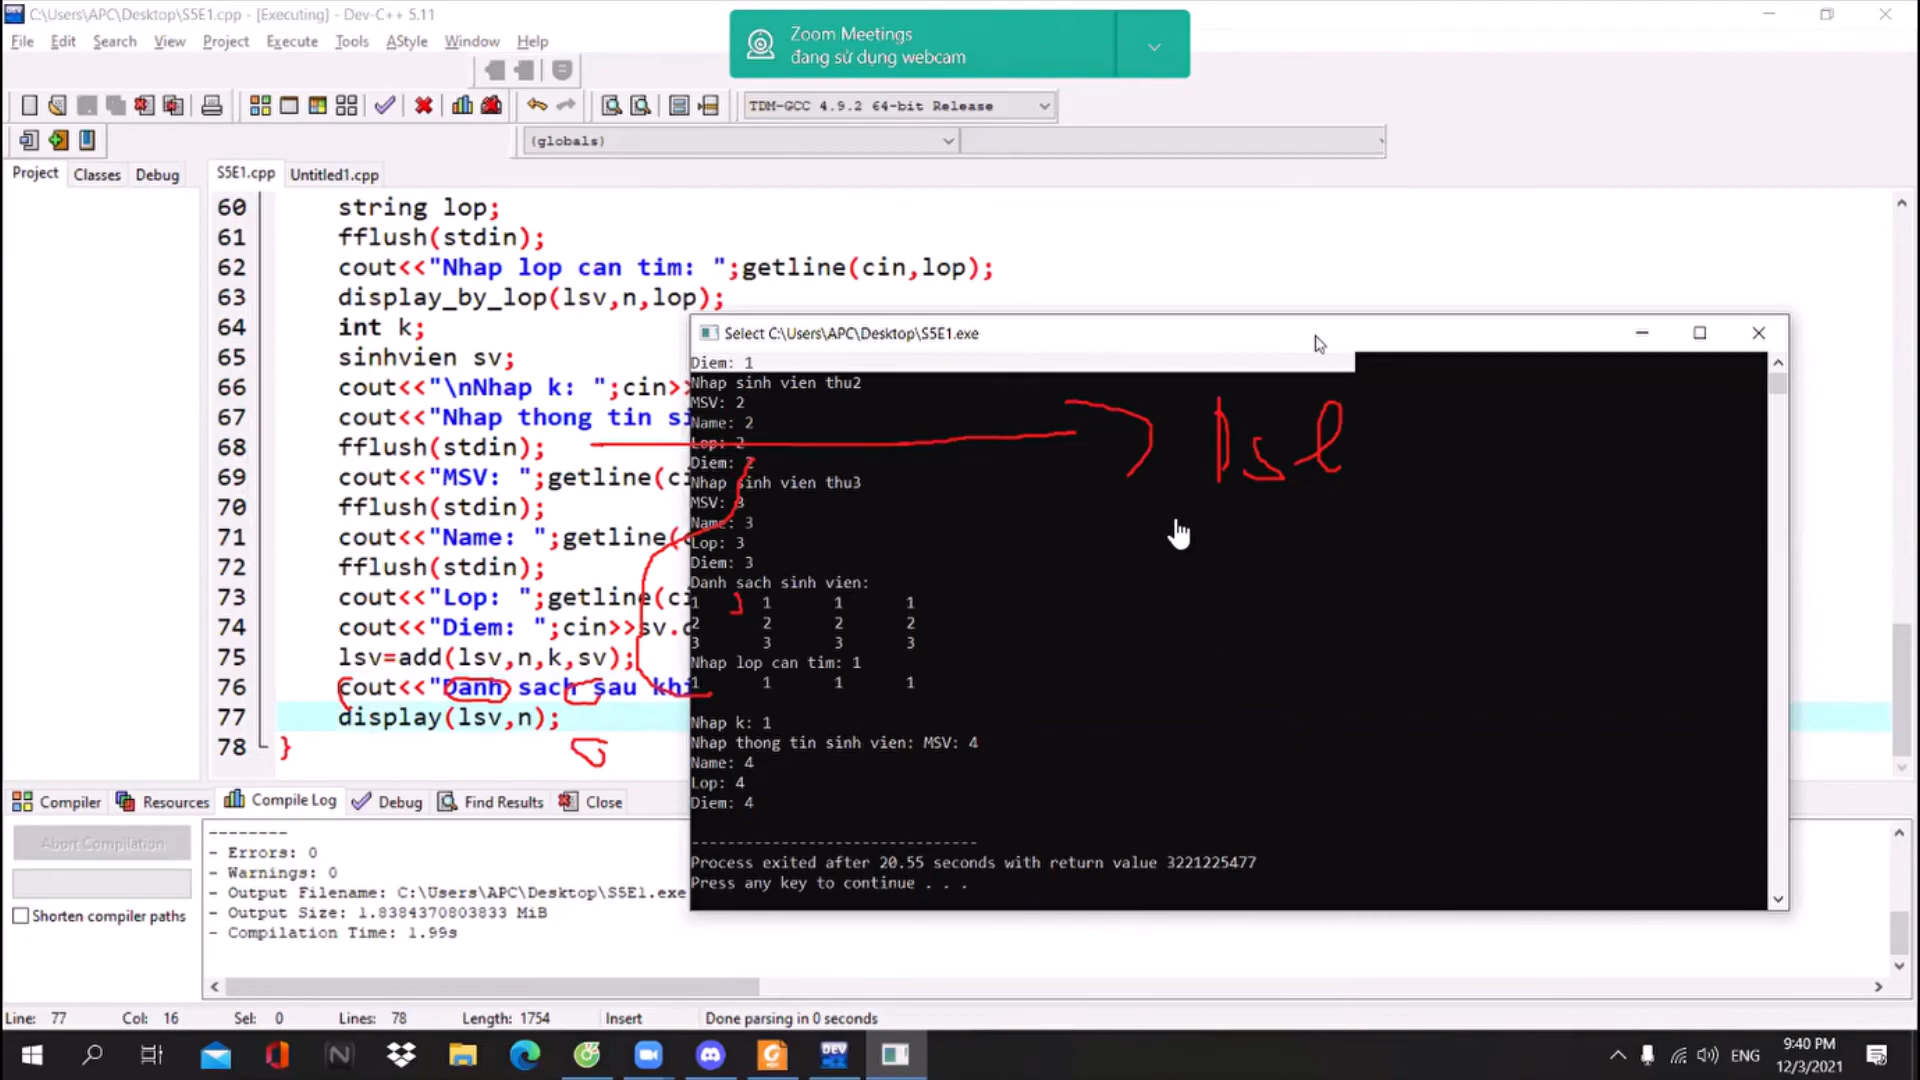 C:\Users\APC\Desktop\S5E1.cpp - [Executing] - Dev-C++ 5.11
File Edit Search View Project Execute Tools AStyle Window Help
Zoom Meetings
đang sử dụng webcam
TDM-GCC 4.9.2 64-bit Release
(globals)
Project Classes Debug
S5E1.cpp Untitled1.cpp
60 string lop;
61 fflush(stdin);
62 cout<<"Nhap lop can tim: ";getline(cin,lop);
63 display_by_lop(lsv,n,lop);
64 int k;
65 sinhvien sv;
66 cout<<"\nNhap k: ";cin>>
67 cout<<"Nhap thong tin si
68 fflush(stdin);
69 cout<<"MSV: ";getline(ci
70 fflush(stdin);
71 cout<<"Name: ";getline(
72 fflush(stdin);
73 cout<<"Lop: ";getline(ci
74 cout<<"Diem: ";cin>>sv.
75 lsv=add(lsv,n,k,sv);
76 cout<<"Danh sach sau khi
77 display(lsv,n);
78 }
Select C:\Users\APC\Desktop\S5E1.exe
Diem: 1
Nhap sinh vien thu2
MSV: 2
Name: 2
Lop: 2
Diem: 2
Nhap sinh vien thu3
MSV: 3
Name: 3
Lop: 3
Diem: 3
Danh sach sinh vien:
1 1 1 1
2 2 2 2
3 3 3 3
Nhap lop can tim: 1
1 1 1 1
Nhap k: 1
Nhap thong tin sinh vien: MSV: 4
Name: 4
Lop: 4
Diem: 4
--------------------------------
Process exited after 20.55 seconds with return value 3221225477
Press any key to continue . . .
Compiler Resources Compile Log Debug Find Results Close
Abort Compilation
Shorten compiler paths
--------
- Errors: 0
- Warnings: 0
- Output Filename: C:\Users\APC\Desktop\S5E1.exe
- Output Size: 1.8384370803833 MiB
- Compilation Time: 1.99s
Line: 77 Col: 16 Sel: 0 Lines: 78 Length: 1754 Insert Done parsing in 0 seconds
ENG
9:40 PM
12/3/2021